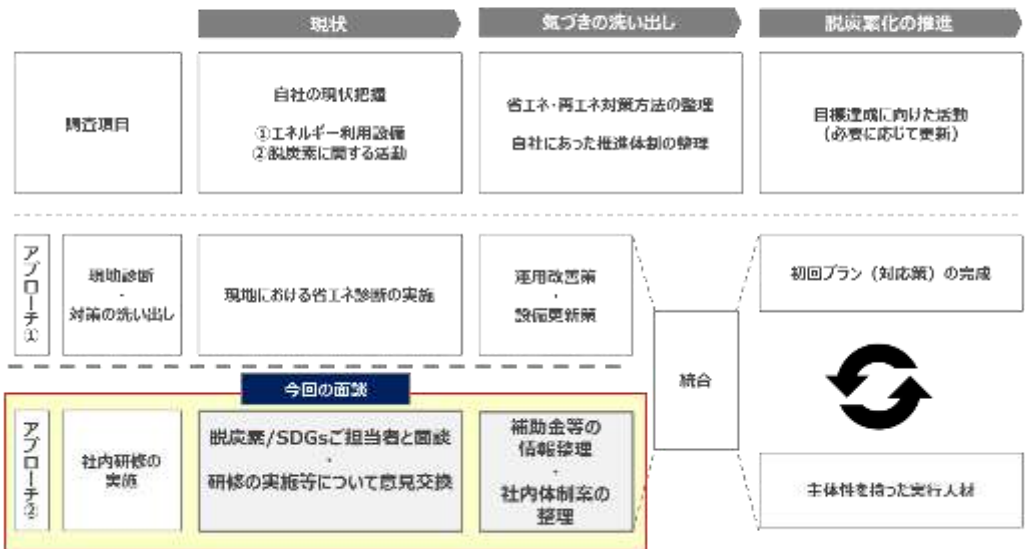 現状
気づきの洗い出し
脱炭素化の推進
調査項目
自社の現状把握
①エネルギー利用設備
②脱炭素に関する活動
省エネ・再エネ対策方法の整理
自社にあった推進体制の整理
目標達成に向けた活動
(必要に応じて更新)
アプローチ①
現地診断
・
対策の洗い出し
現地における省エネ診断の実施
運用改善策
・
設備更新策
統合
初回プラン（対応策）の完成
今回の面談
アプローチ②
社内研修の
実施
脱炭素/SDGsご担当者と面談
・
研修の実施等について意見交換
補助金等の
情報整理
・
社内体制案の
整理
主体性を持った実行人材